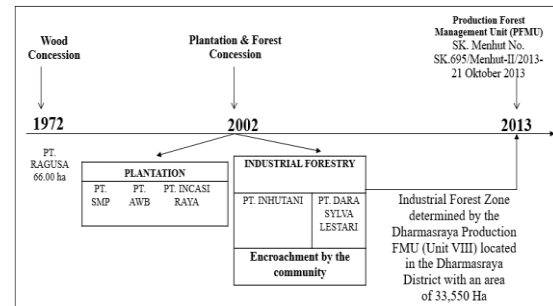 Wood
Concession
Plantation & Forest
Concession
Production Forest
Management Unit (PFMU)
SK. Menhut No.
SK.695/Menhut-II/2013-
21 Oktober 2013
1972
2002
2013
PT.
RAGUSA
66.00 ha
PLANTATION
PT.
SMP
PT.
AWB
PT. INCASI
RAYA
INDUSTRIAL FORESTRY
PT. INHUTANI
PT. DARA
SYLVA
LESTARI
Encroachment by the
community
Industrial Forest Zone
determined by the
Dharmasraya Production
FMU (Unit VIII) located
in the Dharmasraya
District with an area
of 33,550 Ha